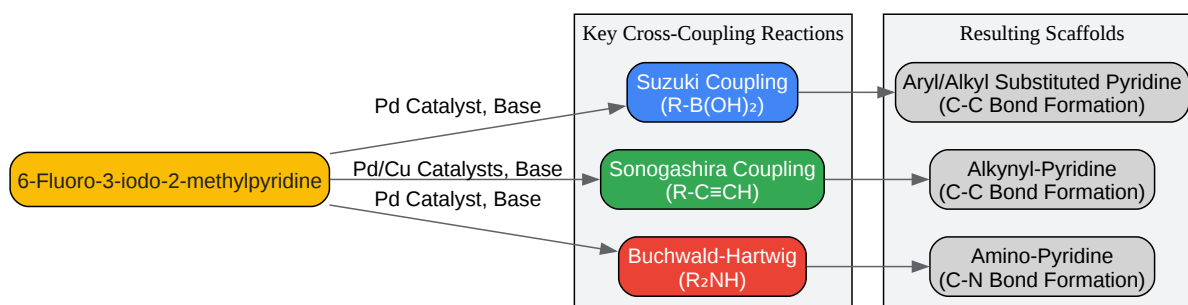 Key Cross-Coupling Reactions
Resulting Scaffolds
6-Fluoro-3-iodo-2-methylpyridine
Pd Catalyst, Base
Suzuki Coupling
(R-B(OH)₂)
Aryl/Alkyl Substituted Pyridine
(C-C Bond Formation)
Pd/Cu Catalysts, Base
Sonogashira Coupling
(R-C≡CH)
Alkynyl-Pyridine
(C-C Bond Formation)
Pd Catalyst, Base
Buchwald-Hartwig
(R₂NH)
Amino-Pyridine
(C-N Bond Formation)